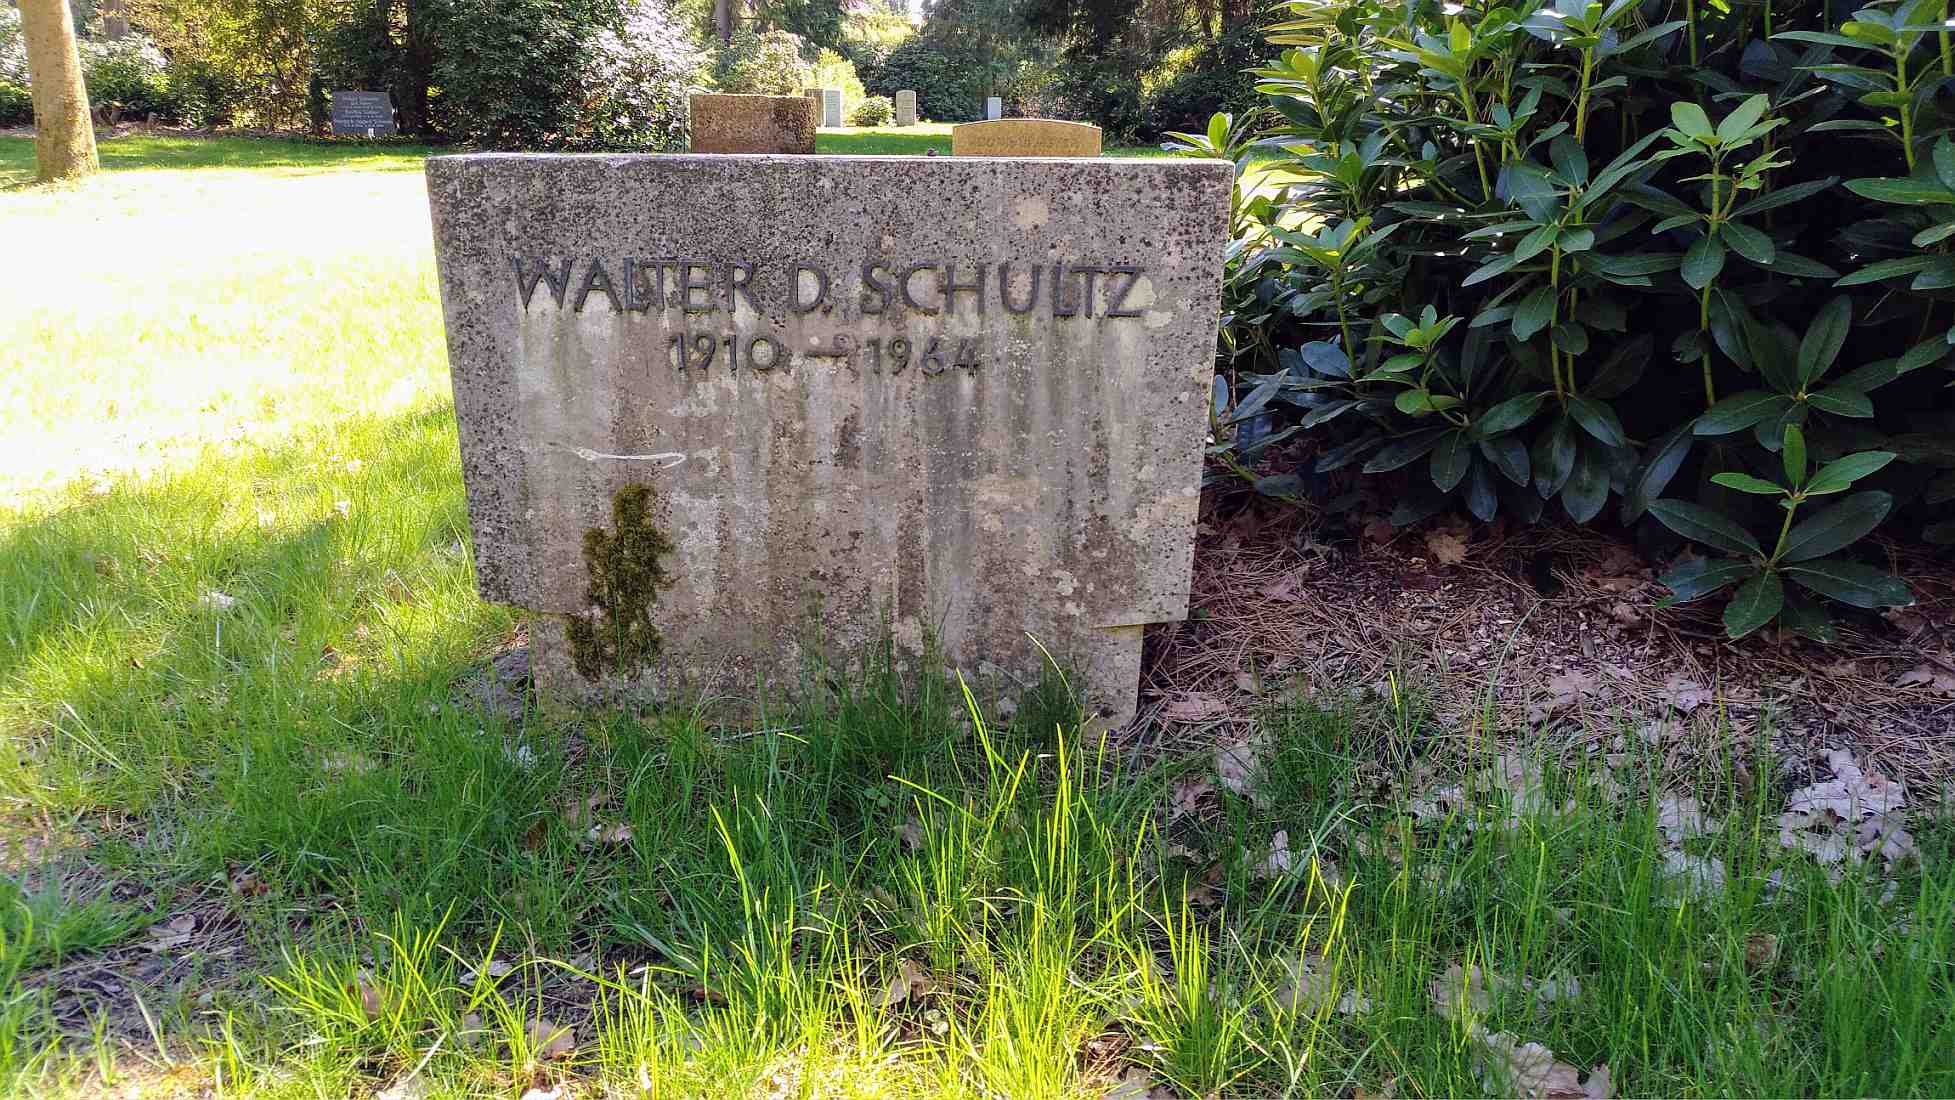 WALTER D. SCHULTZ
1910 – 1964